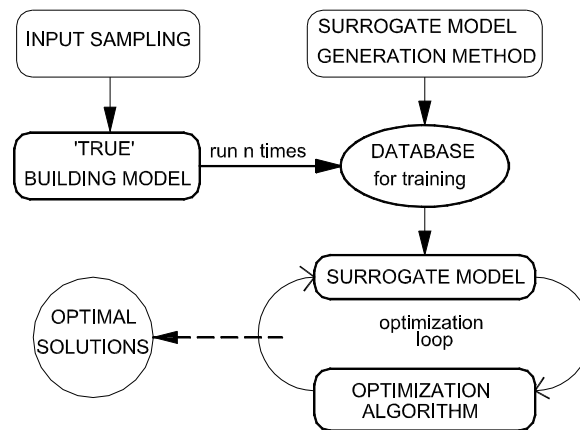 INPUT SAMPLING
SURROGATE MODEL
GENERATION METHOD
'TRUE'
BUILDING MODEL
run n times
DATABASE
for training
SURROGATE MODEL
optimization
loop
OPTIMAL
SOLUTIONS
OPTIMIZATION
ALGORITHM